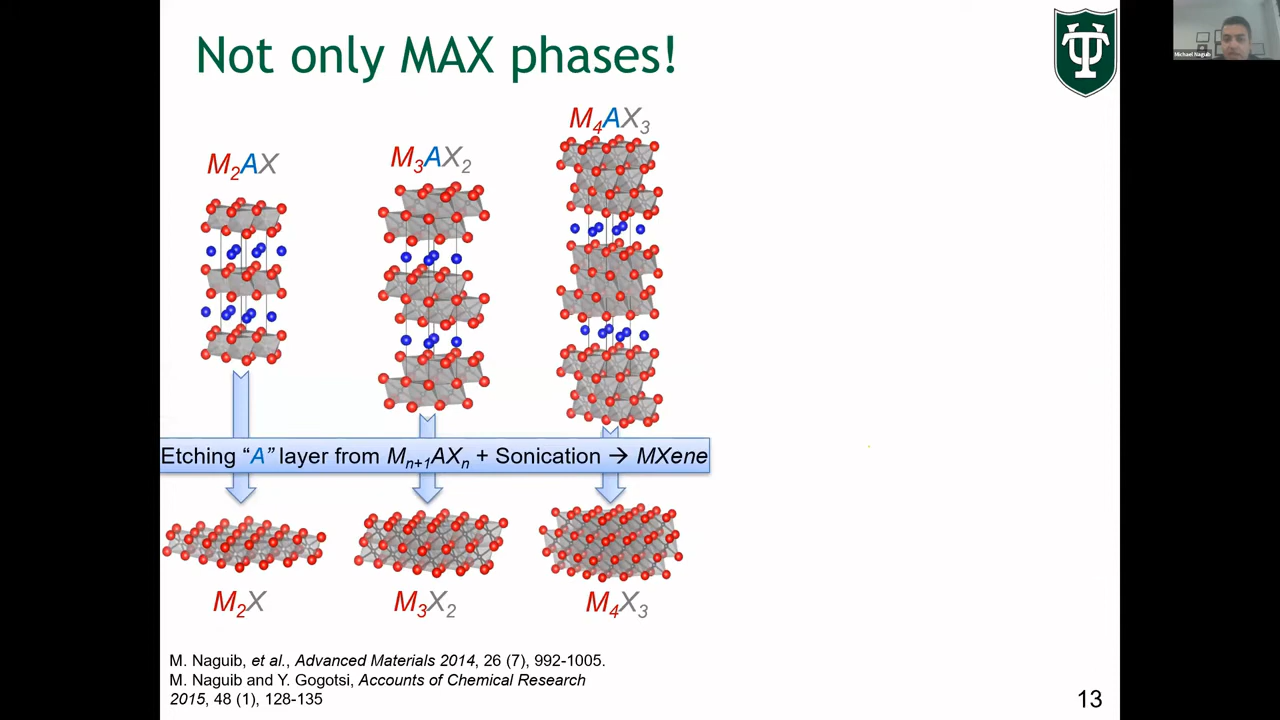 Not only MAX phases!
Michael Naguib
M₄AX₃
M₂AX
M₃AX₂
Etching “A” layer from Mₙ₊₁AXₙ + Sonication → MXene
M₂X
M₃X₂
M₄X₃
M. Naguib, et al., Advanced Materials 2014, 26 (7), 992-1005.
M. Naguib and Y. Gogotsi, Accounts of Chemical Research
2015, 48 (1), 128-135
13